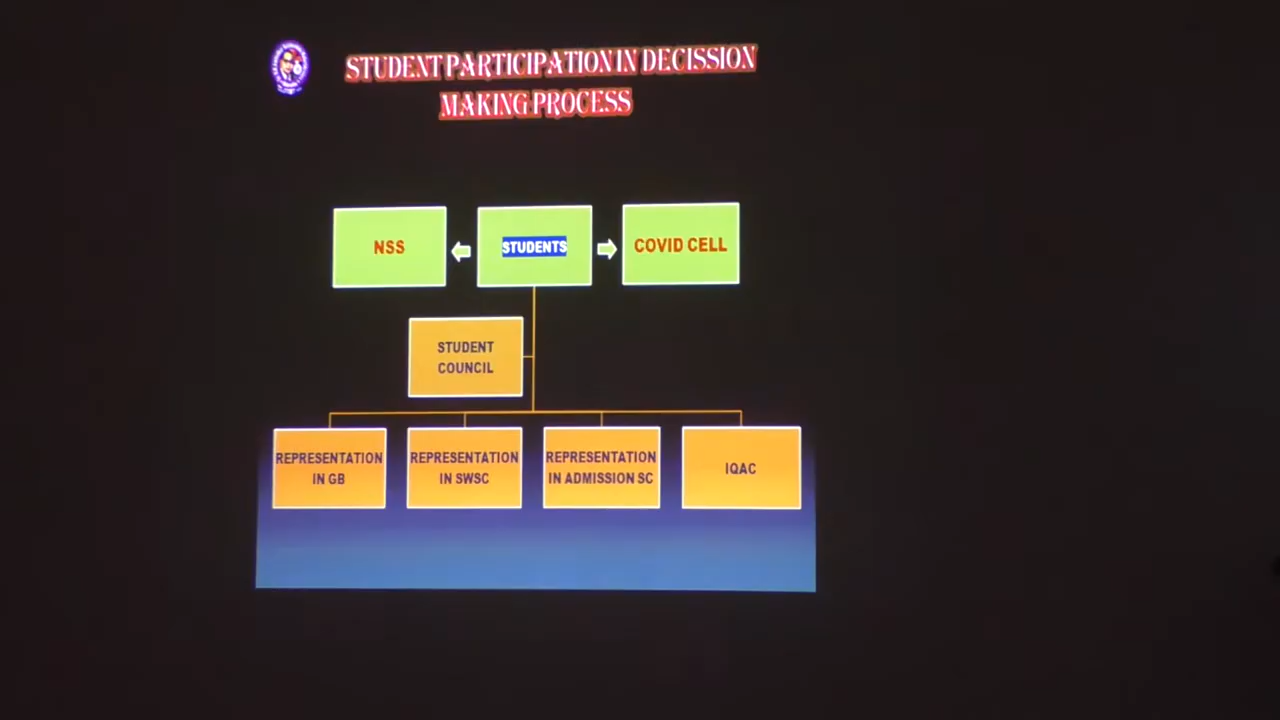 STUDENT PARTICIPATION IN DECISSION
MAKING PROCESS
NSS
STUDENTS
COVID CELL
STUDENT
COUNCIL
REPRESENTATION
IN GB
REPRESENTATION
IN SWSC
REPRESENTATION
IN ADMISSION SC
IQAC